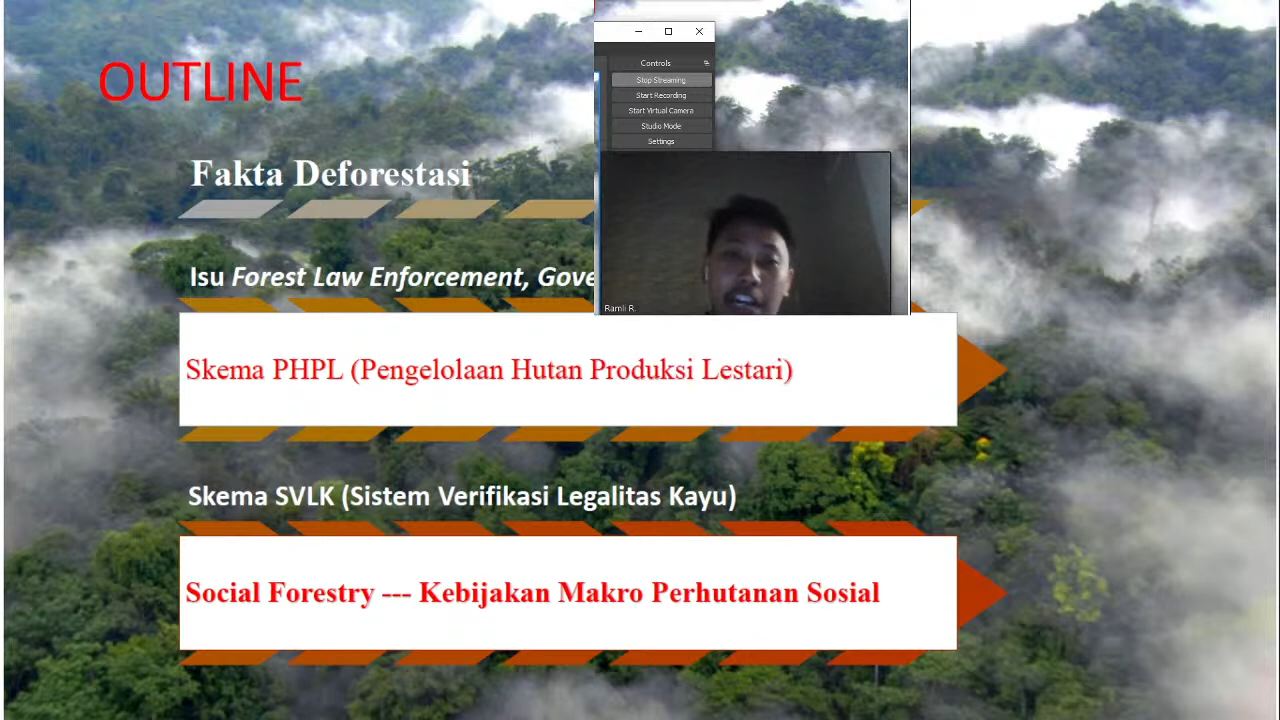 OUTLINE
Fakta Deforestasi
Isu Forest Law Enforcement, Gove
Skema PHPL (Pengelolaan Hutan Produksi Lestari)
Skema SVLK (Sistem Verifikasi Legalitas Kayu)
Social Forestry --- Kebijakan Makro Perhutanan Sosial
Controls
Stop Streaming
Start Recording
Start Virtual Camera
Studio Mode
Settings
Ramli R.